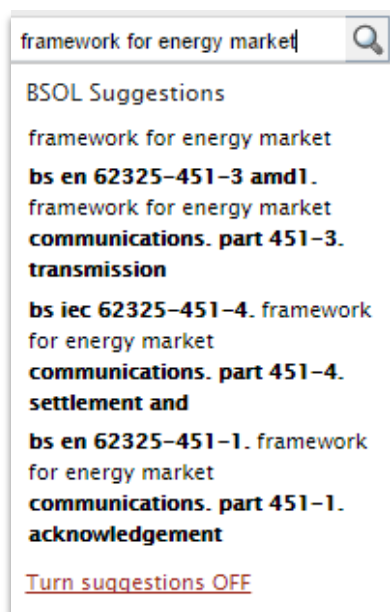 framework for energy market
BSOL Suggestions
framework for energy market
bs en 62325-451-3 amd1.
framework for energy market
communications. part 451-3.
transmission
bs iec 62325-451-4. framework
for energy market
communications. part 451-4.
settlement and
bs en 62325-451-1. framework
for energy market
communications. part 451-1.
acknowledgement
Turn suggestions OFF